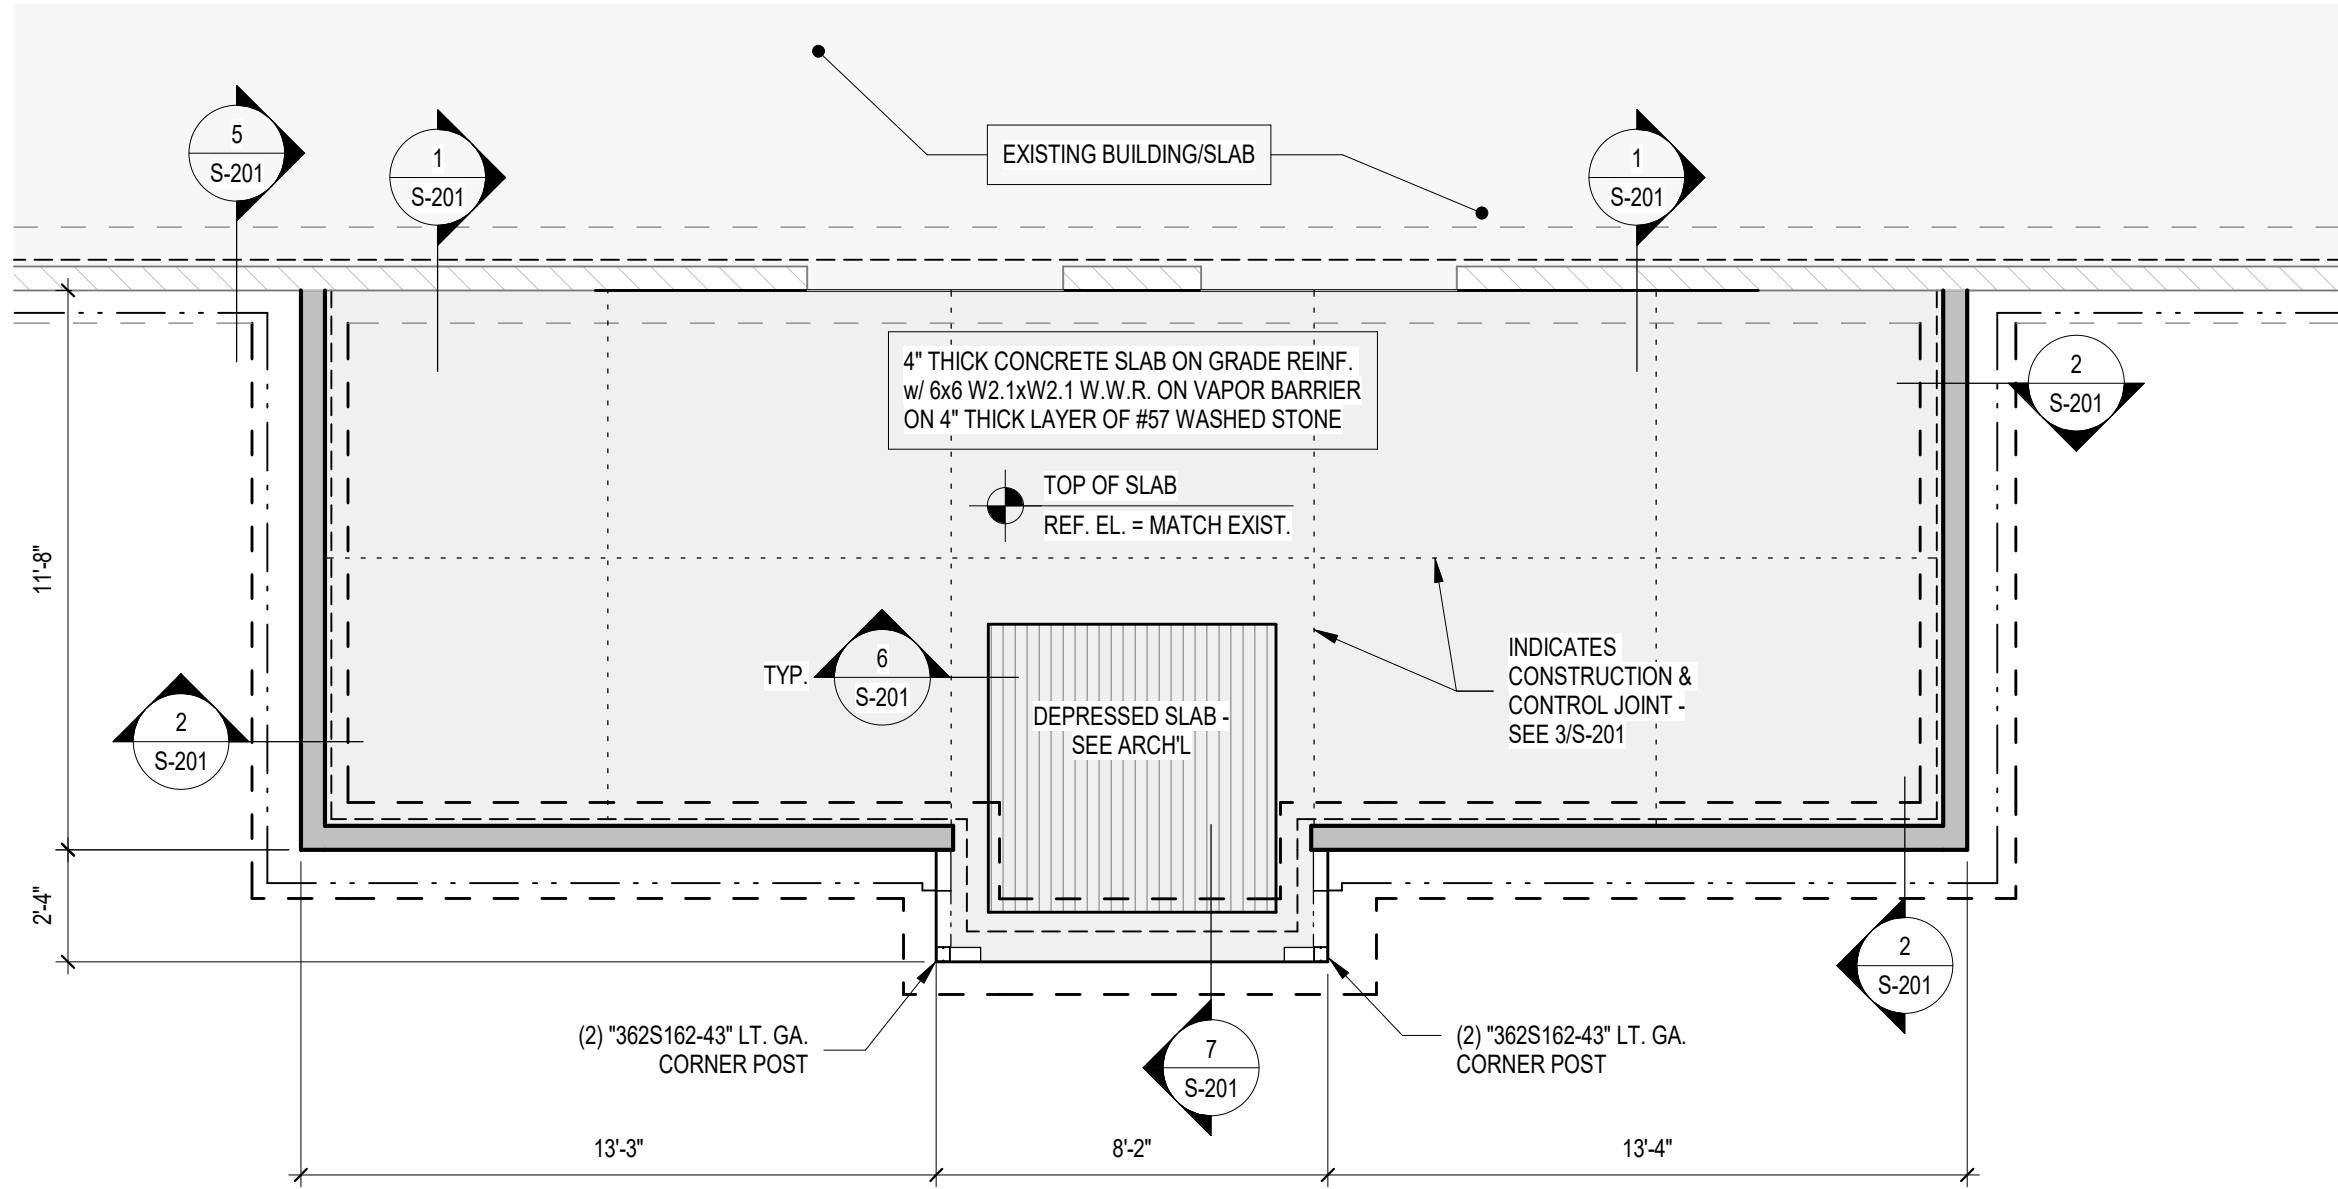 5
S-201
1
S-201
EXISTING BUILDING/SLAB
1
S-201
4" THICK CONCRETE SLAB ON GRADE REINF.
w/ 6x6 W2.1xW2.1 W.W.R. ON VAPOR BARRIER
ON 4" THICK LAYER OF #57 WASHED STONE
2
S-201
TOP OF SLAB
REF. EL. = MATCH EXIST.
11'-8"
TYP.
6
S-201
INDICATES
CONSTRUCTION &
CONTROL JOINT -
SEE 3/S-201
DEPRESSED SLAB -
SEE ARCH'L
2
S-201
2'-4"
2
S-201
(2) "362S162-43" LT. GA.
CORNER POST
7
S-201
(2) "362S162-43" LT. GA.
CORNER POST
13'-3"
8'-2"
13'-4"